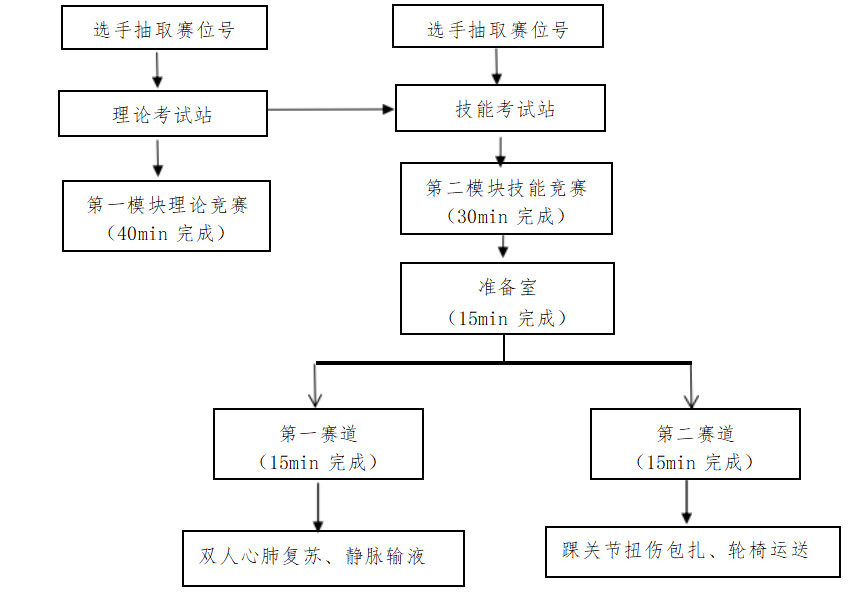 选手抽取赛位号
选手抽取赛位号
理论考试站
技能考试站
第一模块理论竞赛
（40min 完成）
第二模块技能竞赛
（30min 完成）
准备室
（15min 完成）
第一赛道
（15min 完成）
第二赛道
（15min 完成）
双人心肺复苏、静脉输液
踝关节扭伤包扎、轮椅运送